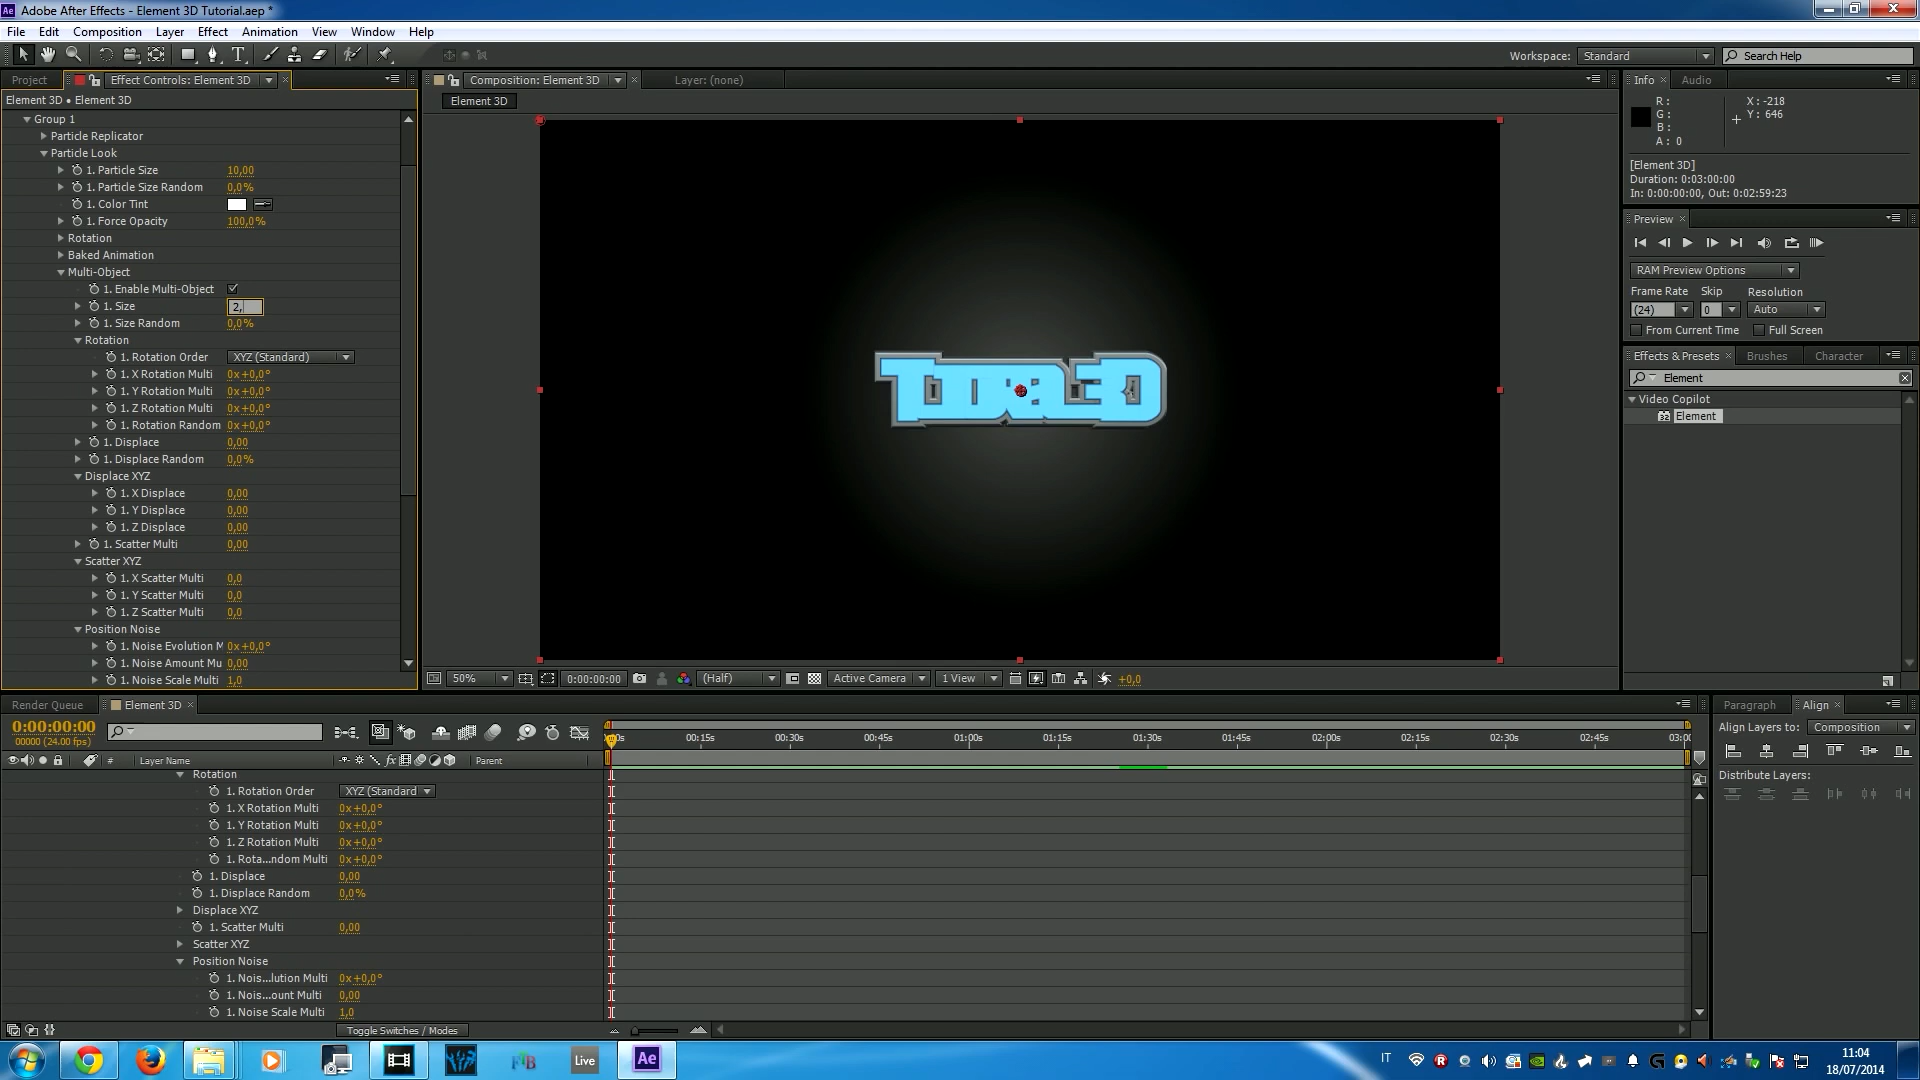 Adobe After Effects - Element 3D Tutorial.aep *
File Edit Composition Layer Effect Animation View Window Help
Workspace: Standard Search Help
Project Effect Controls: Element 3D Composition: Element 3D Layer: (none) Info Audio
Element 3D • Element 3D
Element 3D
R: X: -218
G: Y: 646
B:
A: 0
[Element 3D]
Duration: 0:03:00:00
In: 0:00:00:00, Out: 0:02:59:23
Preview
RAM Preview Options
Frame Rate Skip Resolution
(24) 0 Auto
From Current Time Full Screen
Effects & Presets Brushes Character
Element
Video Copilot
32 Element
Group 1
Particle Replicator
Particle Look
1. Particle Size 10,00
1. Particle Size Random 0,0%
1. Color Tint
1. Force Opacity 100,0%
Rotation
Baked Animation
Multi-Object
1. Enable Multi-Object
1. Size 2,
1. Size Random 0,0%
Rotation
1. Rotation Order XYZ (Standard)
1. X Rotation Multi 0x+0,0°
1. Y Rotation Multi 0x+0,0°
1. Z Rotation Multi 0x+0,0°
1. Rotation Random 0x+0,0°
1. Displace 0,00
1. Displace Random 0,0%
Displace XYZ
1. X Displace 0,00
1. Y Displace 0,00
1. Z Displace 0,00
1. Scatter Multi 0,00
Scatter XYZ
1. X Scatter Multi 0,0
1. Y Scatter Multi 0,0
1. Z Scatter Multi 0,0
Position Noise
1. Noise Evolution M 0x+0,0°
1. Noise Amount Mu 0,00
1. Noise Scale Multi 1,0
50% 0:00:00:00 (Half) Active Camera 1 View +0,0
Render Queue Element 3D
0:00:00:00
00000 (24.00 fps)
# Layer Name Parent
00:15s 00:30s 00:45s 01:00s 01:15s 01:30s 01:45s 02:00s 02:15s 02:30s 02:45s 03:00
Rotation
1. Rotation Order XYZ (Standard
1. X Rotation Multi 0x+0,0°
1. Y Rotation Multi 0x+0,0°
1. Z Rotation Multi 0x+0,0°
1. Rota...ndom Multi 0x+0,0°
1. Displace 0,00
1. Displace Random 0,0%
Displace XYZ
1. Scatter Multi 0,00
Scatter XYZ
Position Noise
1. Nois...lution Multi 0x+0,0°
1. Nois...ount Multi 0,00
1. Noise Scale Multi 1,0
Toggle Switches / Modes
Paragraph Align
Align Layers to: Composition
Distribute Layers:
Live Ae IT 11:04
18/07/2014